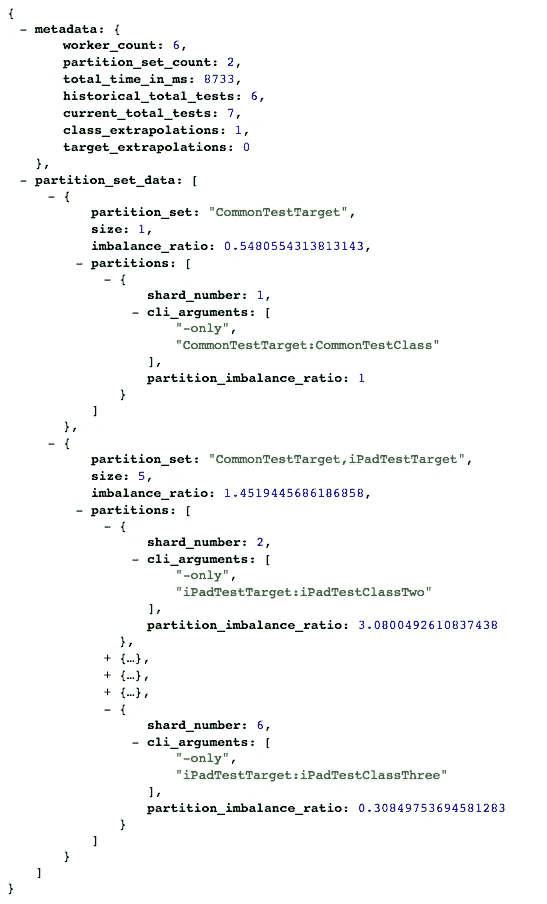 {
- metadata: {
worker_count: 6,
partition_set_count: 2,
total_time_in_ms: 8733,
historical_total_tests: 6,
current_total_tests: 7,
class_extrapolations: 1,
target_extrapolations: 0
},
- partition_set_data: [
- {
partition_set: "CommonTestTarget",
size: 1,
imbalance_ratio: 0.5480554313813143,
- partitions: [
- {
shard_number: 1,
- cli_arguments: [
"-only",
"CommonTestTarget:CommonTestClass"
],
partition_imbalance_ratio: 1
}
]
},
- {
partition_set: "CommonTestTarget,iPadTestTarget",
size: 5,
imbalance_ratio: 1.4519445686186858,
- partitions: [
- {
shard_number: 2,
- cli_arguments: [
"-only",
"iPadTestTarget:iPadTestClassTwo"
],
partition_imbalance_ratio: 3.0800492610837438
},
+ {…},
+ {…},
+ {…},
- {
shard_number: 6,
- cli_arguments: [
"-only",
"iPadTestTarget:iPadTestClassThree"
],
partition_imbalance_ratio: 0.30849753694581283
}
]
}
]
}